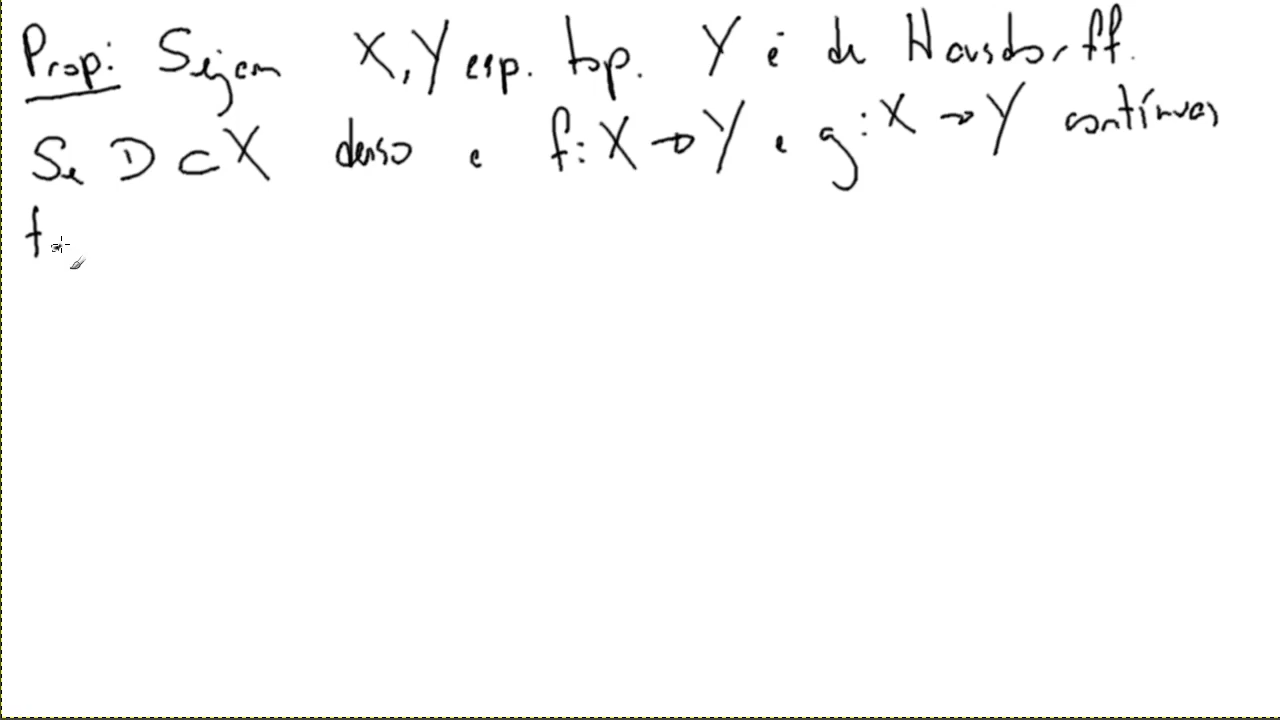 Prop: Sejam X, Y esp. top. Y é de Hausdorff.
Se D ⊂ X denso e f: X → Y e g: X → Y contínuas
t